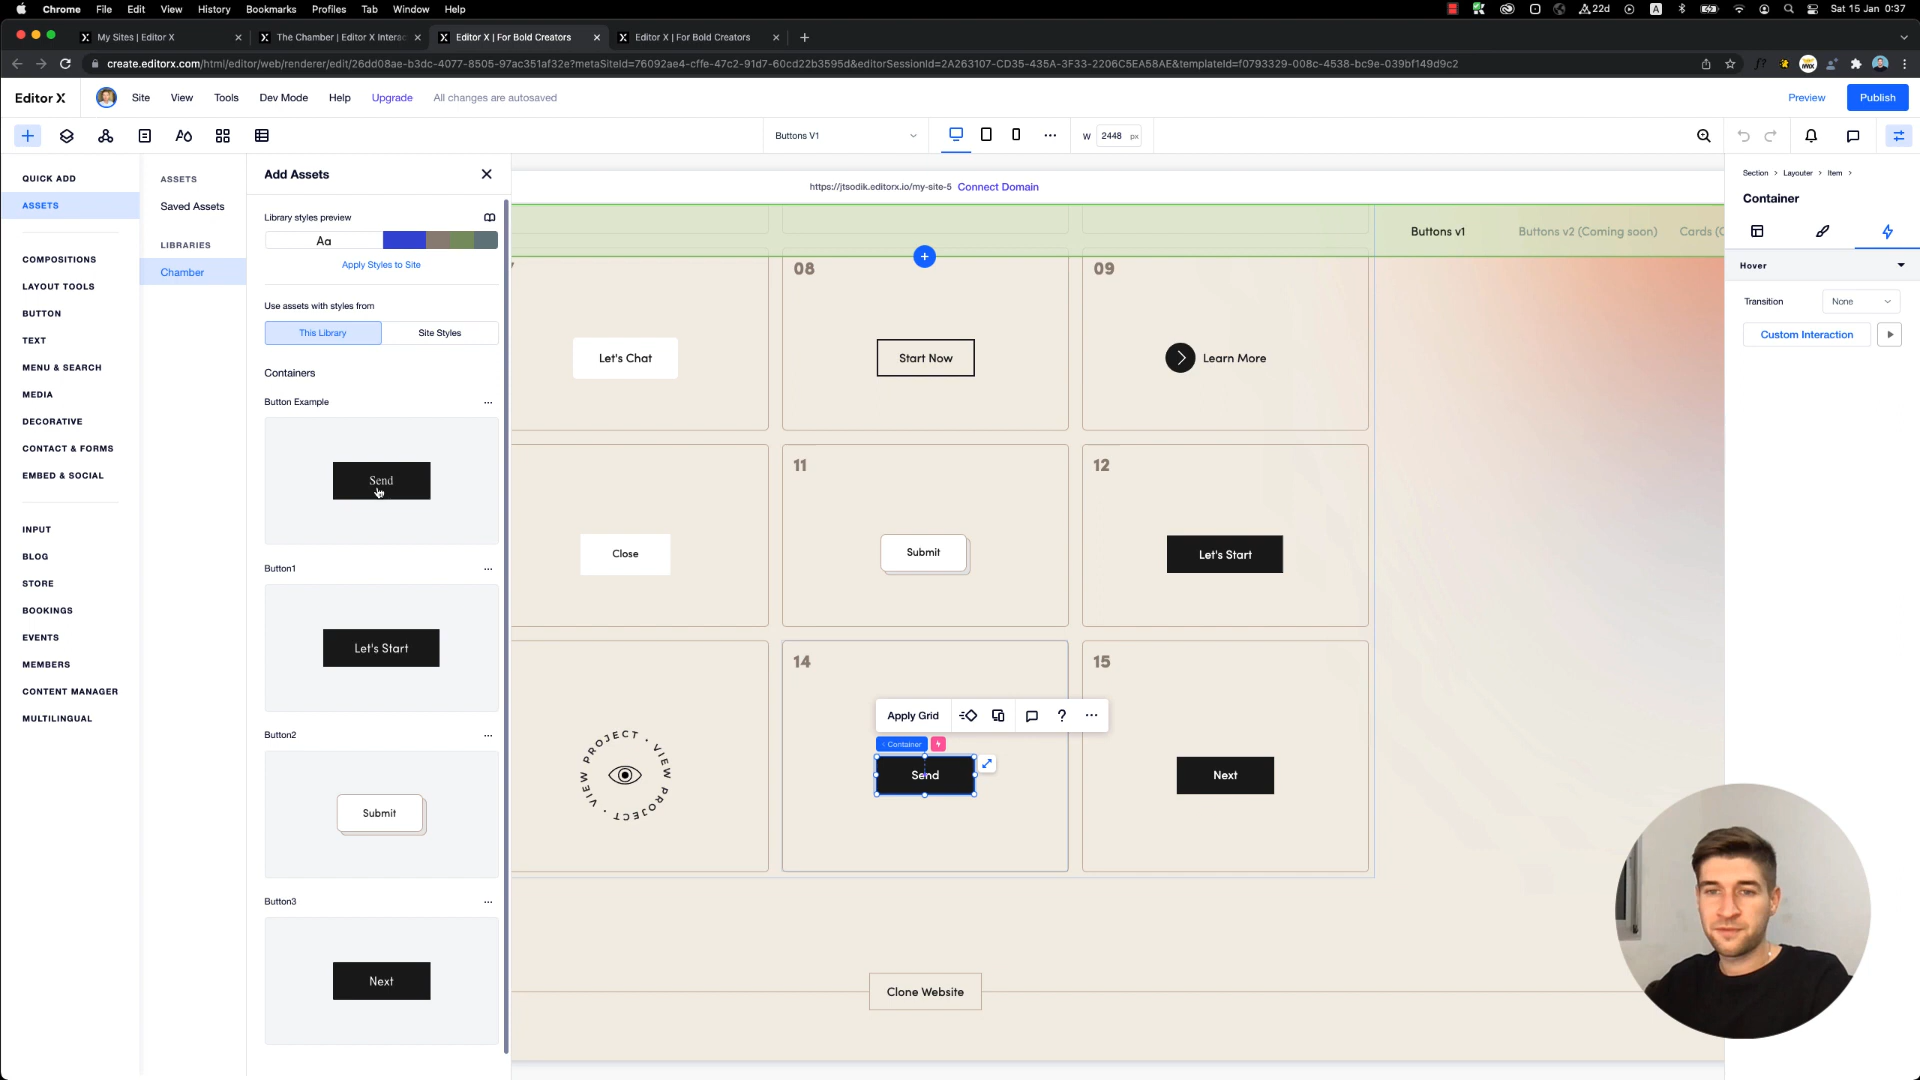 Chrome File Edit View History Bookmarks Profiles Tab Window Help
22d A Sat 15 Jan 0:37
My Sites | Editor X
The Chamber | Editor X Interac
Editor X | For Bold Creators
Editor X | For Bold Creators
create.editorx.com/html/editor/web/renderer/edit/26dd08ae-b3dc-4077-8505-97ac351af32e?metaSiteId=76092ae4-cffe-47c2-91d7-60cd22b3595d&editorSessionId=2A263107-CD35-435A-3F33-2206C5EA58AE&templateId=f0793329-008c-4538-bc9e-039bf149d9c2
Editor X Site View Tools Dev Mode Help Upgrade All changes are autosaved Preview Publish
Buttons V1 W 2448 px
QUICK ADD
ASSETS
COMPOSITIONS
LAYOUT TOOLS
BUTTON
TEXT
MENU & SEARCH
MEDIA
DECORATIVE
CONTACT & FORMS
EMBED & SOCIAL
INPUT
BLOG
STORE
BOOKINGS
EVENTS
MEMBERS
CONTENT MANAGER
MULTILINGUAL
ASSETS
Saved Assets
LIBRARIES
Chamber
Add Assets
Library styles preview
Aa
Apply Styles to Site
Use assets with styles from
This Library Site Styles
Containers
Button Example
Send
Button1
Let's Start
Button2
Submit
Button3
Next
https://jtsodik.editorx.io/my-site-5 Connect Domain
Buttons v1 Buttons v2 (Coming soon) Cards (C
08 09
Let's Chat Start Now Learn More
11 12
Close Submit Let's Start
14 15
VIEW PROJECT · VIEW PROJECT ·
Apply Grid ?
Container
Send
Next
Clone Website
Section > Layouter > Item >
Container
Hover
Transition None
Custom Interaction